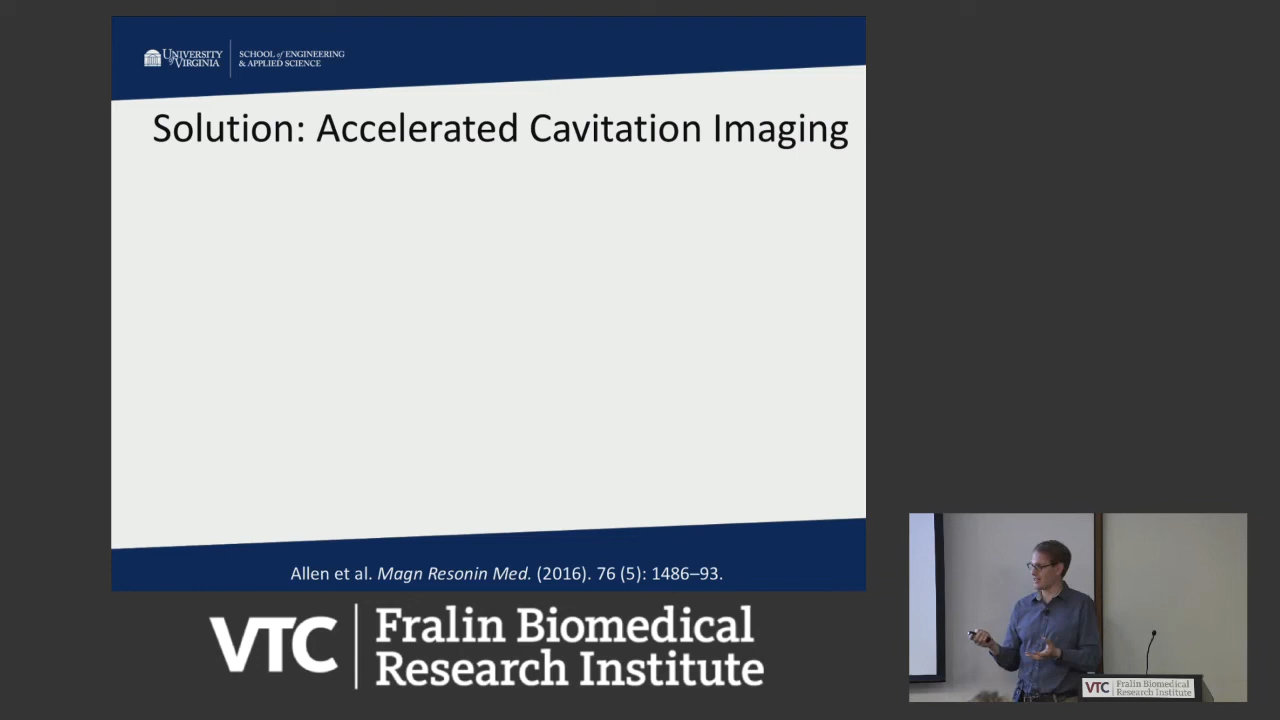 UNIVERSITY
of VIRGINIA
SCHOOL of ENGINEERING
& APPLIED SCIENCE
Solution: Accelerated Cavitation Imaging
Allen et al. Magn Resonin Med. (2016). 76 (5): 1486–93.
VTC
Fralin Biomedical
Research Institute
VTC
Fralin Biomedical
Research Institute